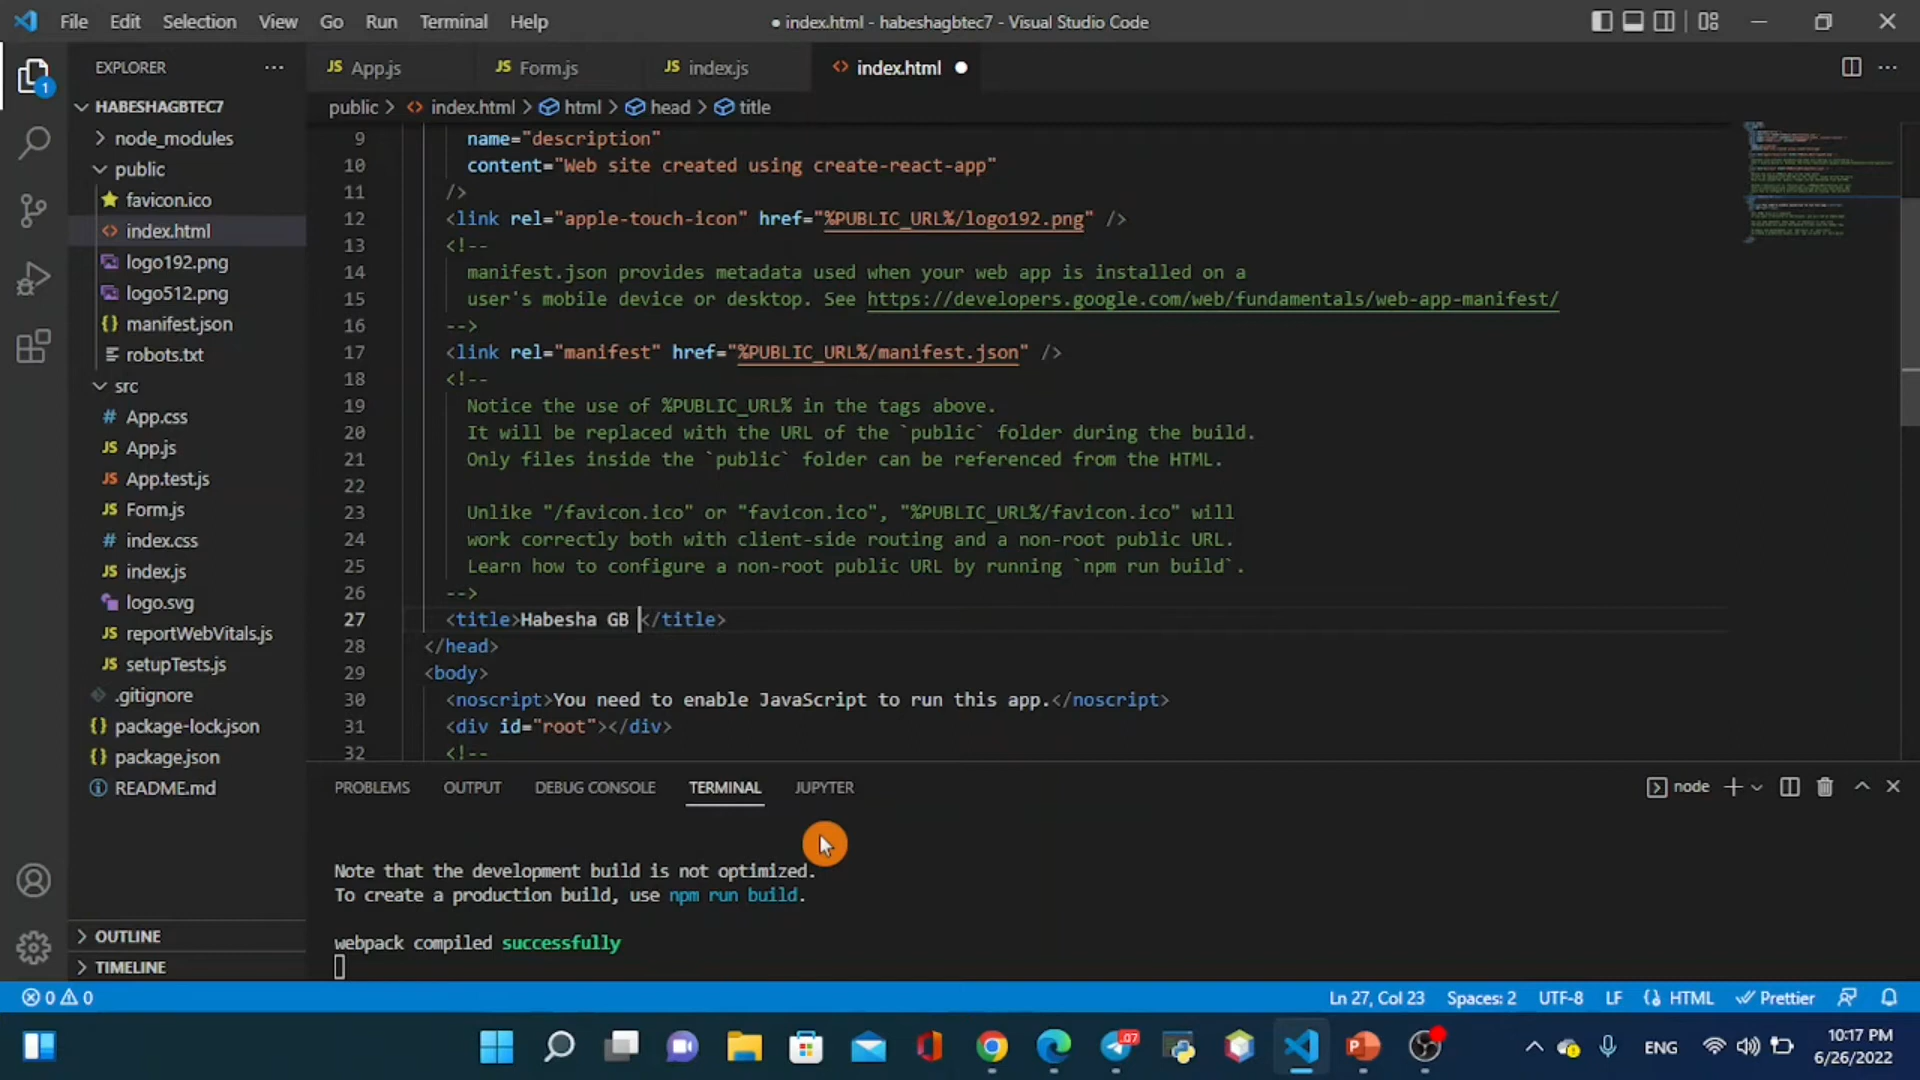 File Edit Selection View Go Run Terminal Help
● index.html - habeshagbtec7 - Visual Studio Code
EXPLORER
HABESHAGBTEC7
node_modules
public
favicon.ico
index.html
logo192.png
logo512.png
manifest.json
robots.txt
src
App.css
App.js
App.test.js
Form.js
index.css
index.js
logo.svg
reportWebVitals.js
setupTests.js
.gitignore
package-lock.json
package.json
README.md
OUTLINE
TIMELINE
JS App.js JS Form.js JS index.js <> index.html ●
public > <> index.html > html > head > title
9 name="description"
10 content="Web site created using create-react-app"
11 />
12 <link rel="apple-touch-icon" href="%PUBLIC_URL%/logo192.png" />
13 <!--
14 manifest.json provides metadata used when your web app is installed on a
15 user's mobile device or desktop. See https://developers.google.com/web/fundamentals/web-app-manifest/
16 -->
17 <link rel="manifest" href="%PUBLIC_URL%/manifest.json" />
18 <!--
19 Notice the use of %PUBLIC_URL% in the tags above.
20 It will be replaced with the URL of the `public` folder during the build.
21 Only files inside the `public` folder can be referenced from the HTML.
22
23 Unlike "/favicon.ico" or "favicon.ico", "%PUBLIC_URL%/favicon.ico" will
24 work correctly both with client-side routing and a non-root public URL.
25 Learn how to configure a non-root public URL by running `npm run build`.
26 -->
27 <title>Habesha GB </title>
28 </head>
29 <body>
30 <noscript>You need to enable JavaScript to run this app.</noscript>
31 <div id="root"></div>
32 <!--
PROBLEMS OUTPUT DEBUG CONSOLE TERMINAL JUPYTER
node
Note that the development build is not optimized.
To create a production build, use npm run build.
webpack compiled successfully
0 0
Ln 27, Col 23 Spaces: 2 UTF-8 LF HTML Prettier
ENG
10:17 PM
6/26/2022